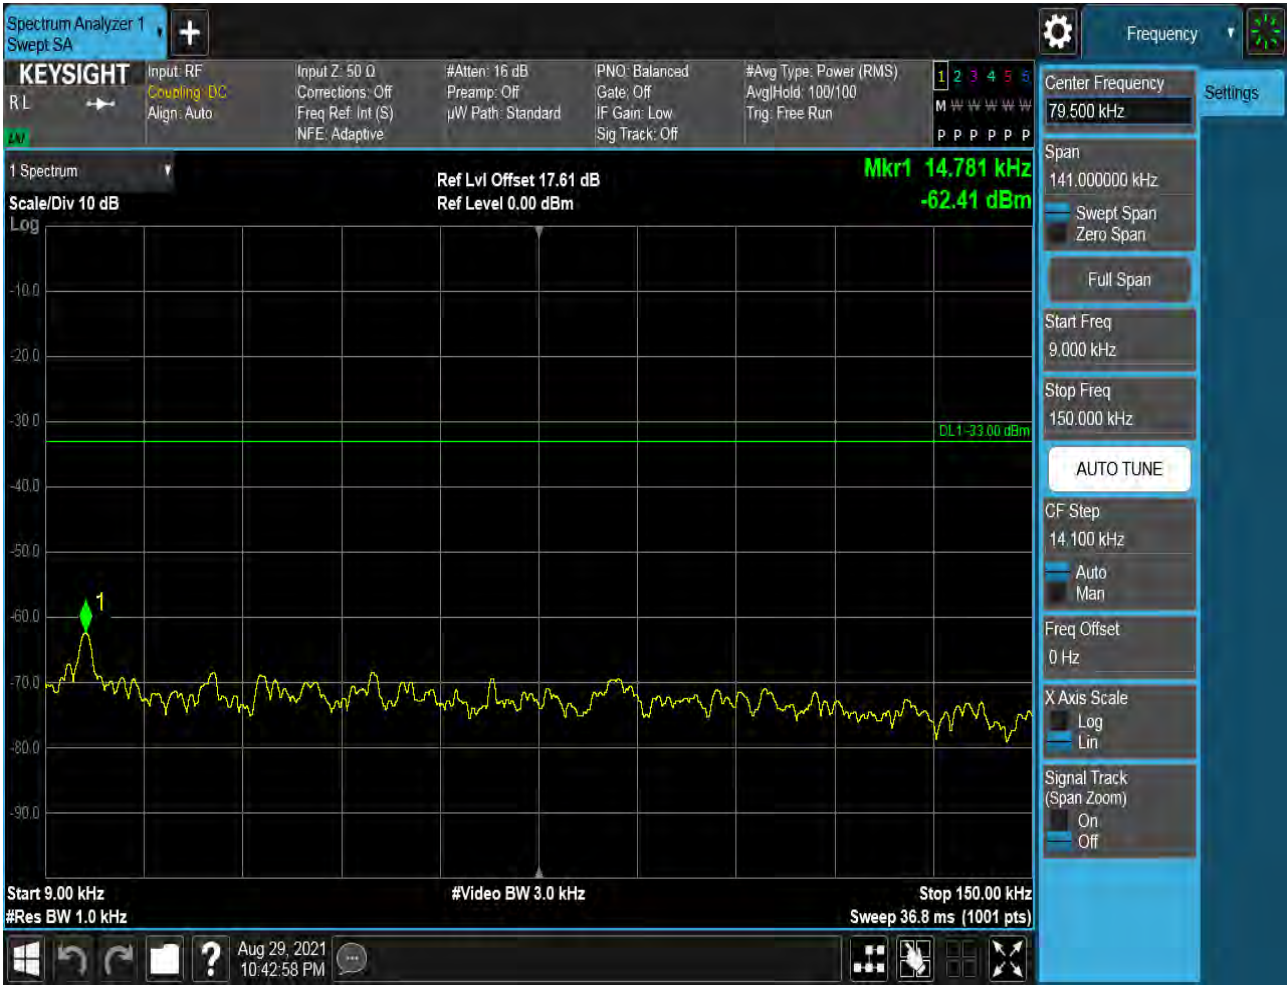 Spectrum Analyzer 1
Swept SA
Frequency
KEYSIGHT
R L
LXI
Input: RF
Coupling: DC
Align: Auto
Input Z: 50 Ω
Corrections: Off
Freq Ref: Int (S)
NFE: Adaptive
#Atten: 16 dB
Preamp: Off
µW Path: Standard
PNO: Balanced
Gate: Off
IF Gain: Low
Sig Track: Off
#Avg Type: Power (RMS)
Avg|Hold: 100/100
Trig: Free Run
1 2 3 4 5 6
M W W W W W
P P P P P P
1 Spectrum
Scale/Div 10 dB
Log
Ref Lvl Offset 17.61 dB
Ref Level 0.00 dBm
Mkr1 14.781 kHz
-62.41 dBm
-10.0
-20.0
-30.0
DL1 -33.00 dBm
-40.0
-50.0
1
-60.0
-70.0
-80.0
-90.0
Start 9.00 kHz
#Video BW 3.0 kHz
Stop 150.00 kHz
#Res BW 1.0 kHz
Sweep 36.8 ms (1001 pts)
Center Frequency
79.500 kHz
Settings
Span
141.000000 kHz
Swept Span
Zero Span
Full Span
Start Freq
9.000 kHz
Stop Freq
150.000 kHz
AUTO TUNE
CF Step
14.100 kHz
Auto
Man
Freq Offset
0 Hz
X Axis Scale
Log
Lin
Signal Track
(Span Zoom)
On
Off
?
Aug 29, 2021
10:42:58 PM